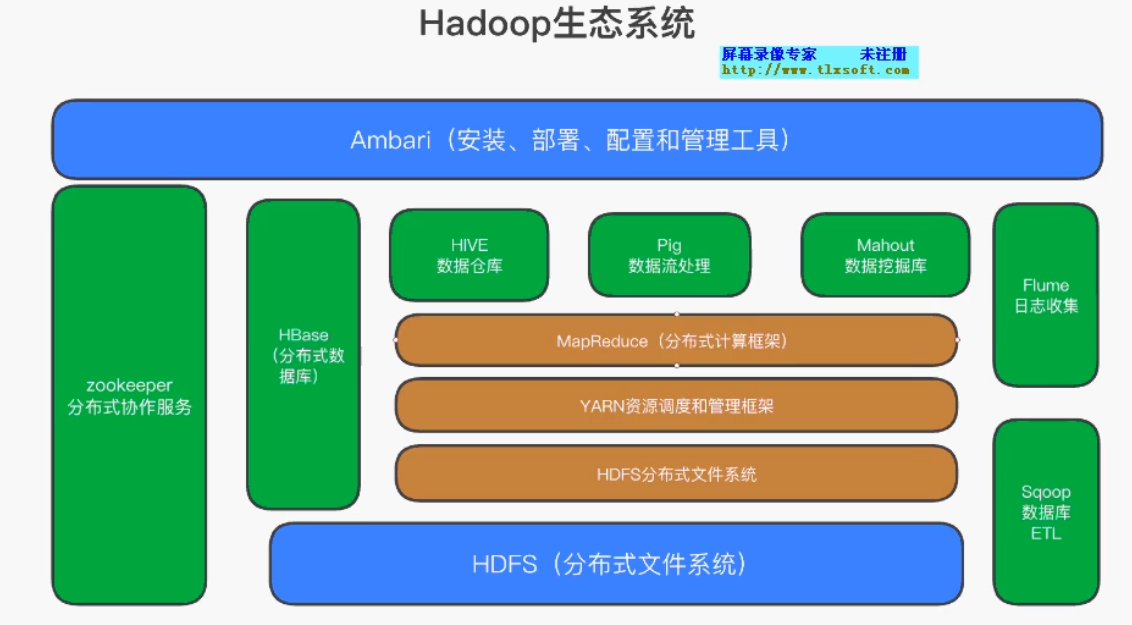 Hadoop生态系统
屏幕录像专家 未注册
http://www.tlxsoft.com
Ambari（安装、部署、配置和管理工具）
zookeeper
分布式协作服务
HBase
（分布式数
据库）
HIVE
数据仓库
Pig
数据流处理
Mahout
数据挖掘库
MapReduce（分布式计算框架）
YARN资源调度和管理框架
HDFS分布式文件系统
HDFS（分布式文件系统）
Flume
日志收集
Sqoop
数据库
ETL